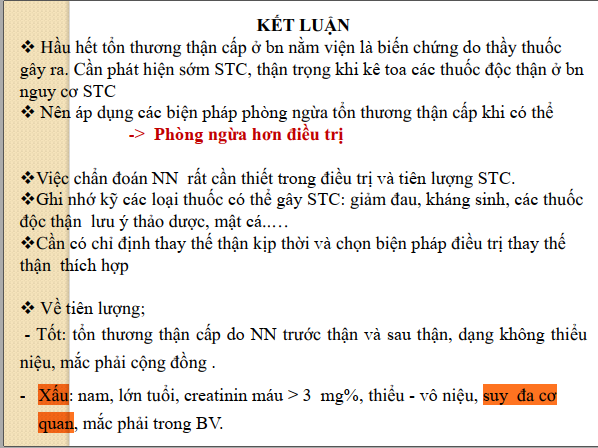 KẾT LUẬN
❖ Hầu hết tổn thương thận cấp ở bn nằm viện là biến chứng do thầy thuốc
gây ra. Cần phát hiện sớm STC, thận trọng khi kê toa các thuốc độc thận ở bn
nguy cơ STC
❖ Nên áp dụng các biện pháp phòng ngừa tổn thương thận cấp khi có thể
-> Phòng ngừa hơn điều trị
❖Việc chẩn đoán NN rất cần thiết trong điều trị và tiên lượng STC.
❖Ghi nhớ kỹ các loại thuốc có thể gây STC: giảm đau, kháng sinh, các thuốc
độc thận lưu ý thảo dược, mật cá.….
❖Cần có chỉ định thay thế thận kịp thời và chọn biện pháp điều trị thay thế
thận thích hợp
❖ Về tiên lượng;
- Tốt: tổn thương thận cấp do NN trước thận và sau thận, dạng không thiểu
niệu, mắc phải cộng đồng .
- Xấu: nam, lớn tuổi, creatinin máu > 3 mg%, thiểu - vô niệu, suy đa cơ
quan, mắc phải trong BV.